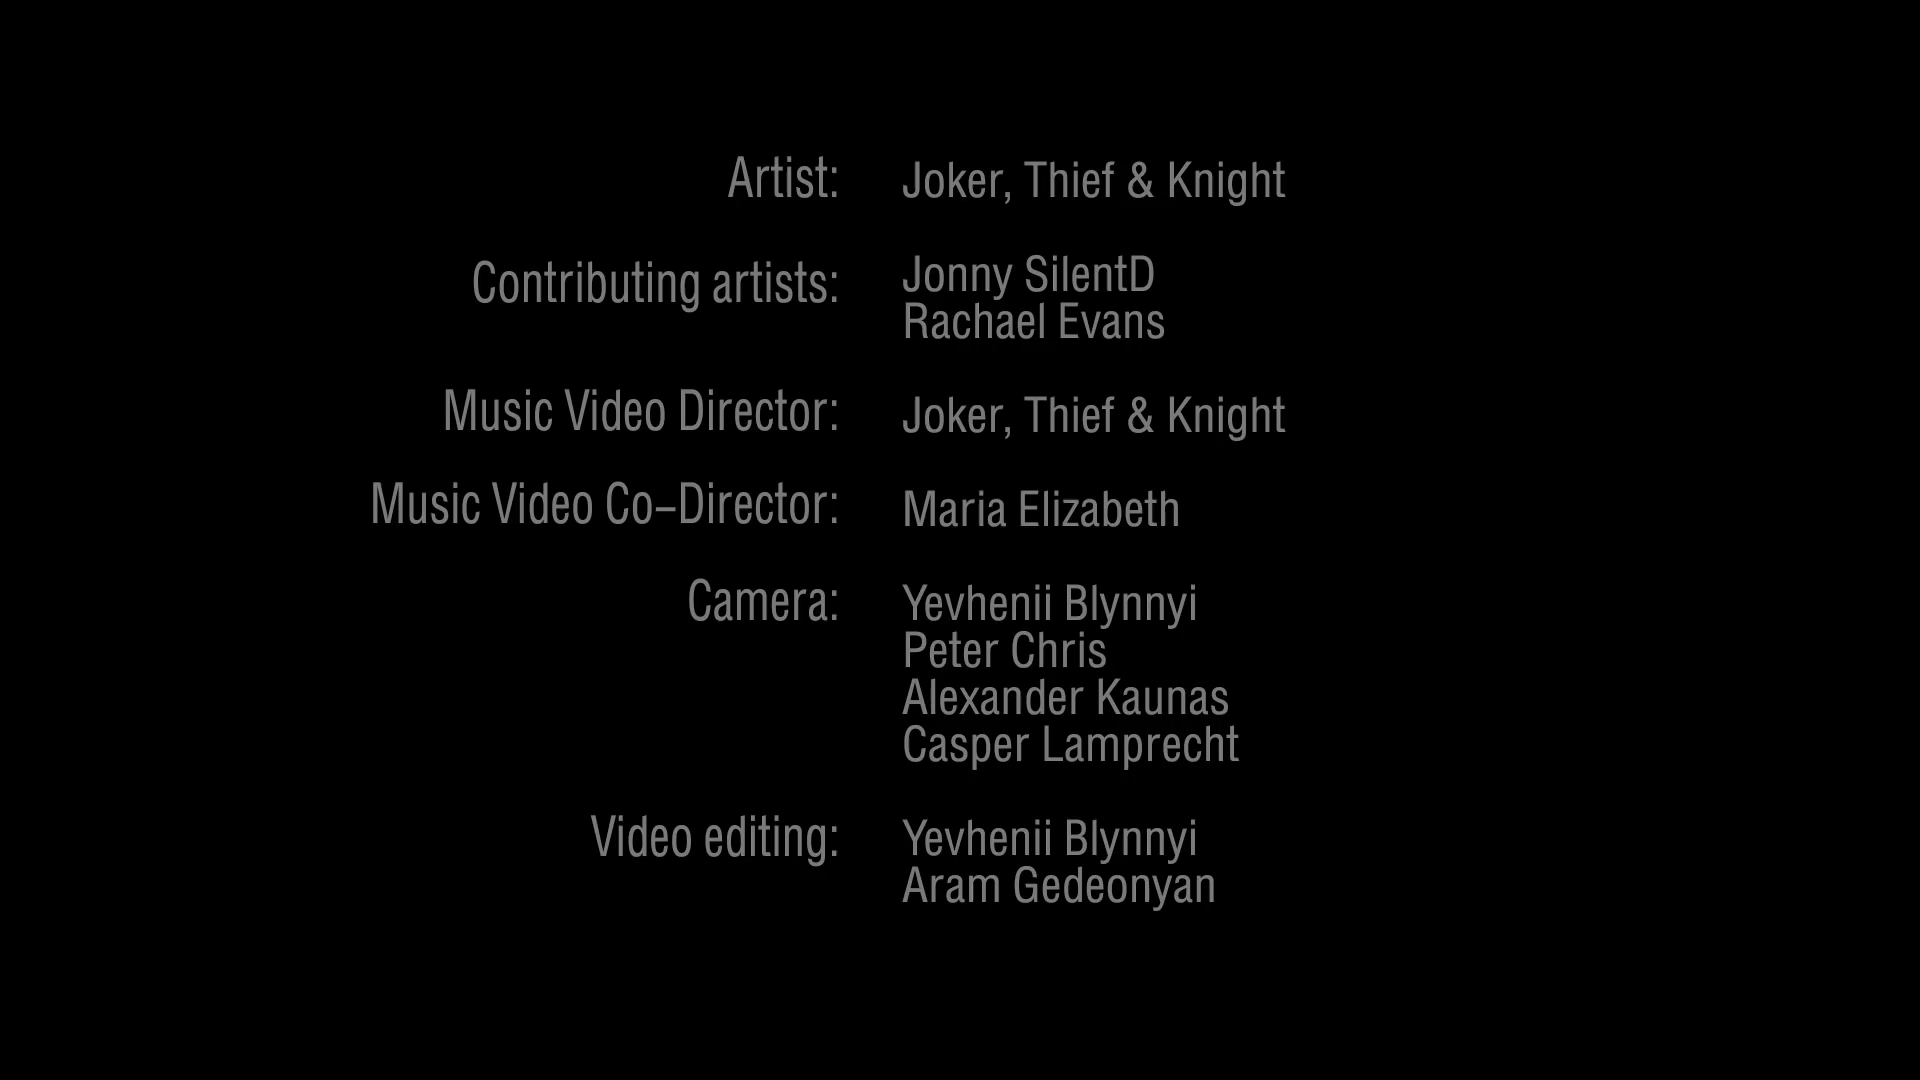 Artist: Joker, Thief & Knight
Contributing artists: Jonny SilentD
Rachael Evans
Music Video Director: Joker, Thief & Knight
Music Video Co–Director: Maria Elizabeth
Camera: Yevhenii Blynnyi
Peter Chris
Alexander Kaunas
Casper Lamprecht
Video editing: Yevhenii Blynnyi
Aram Gedeonyan